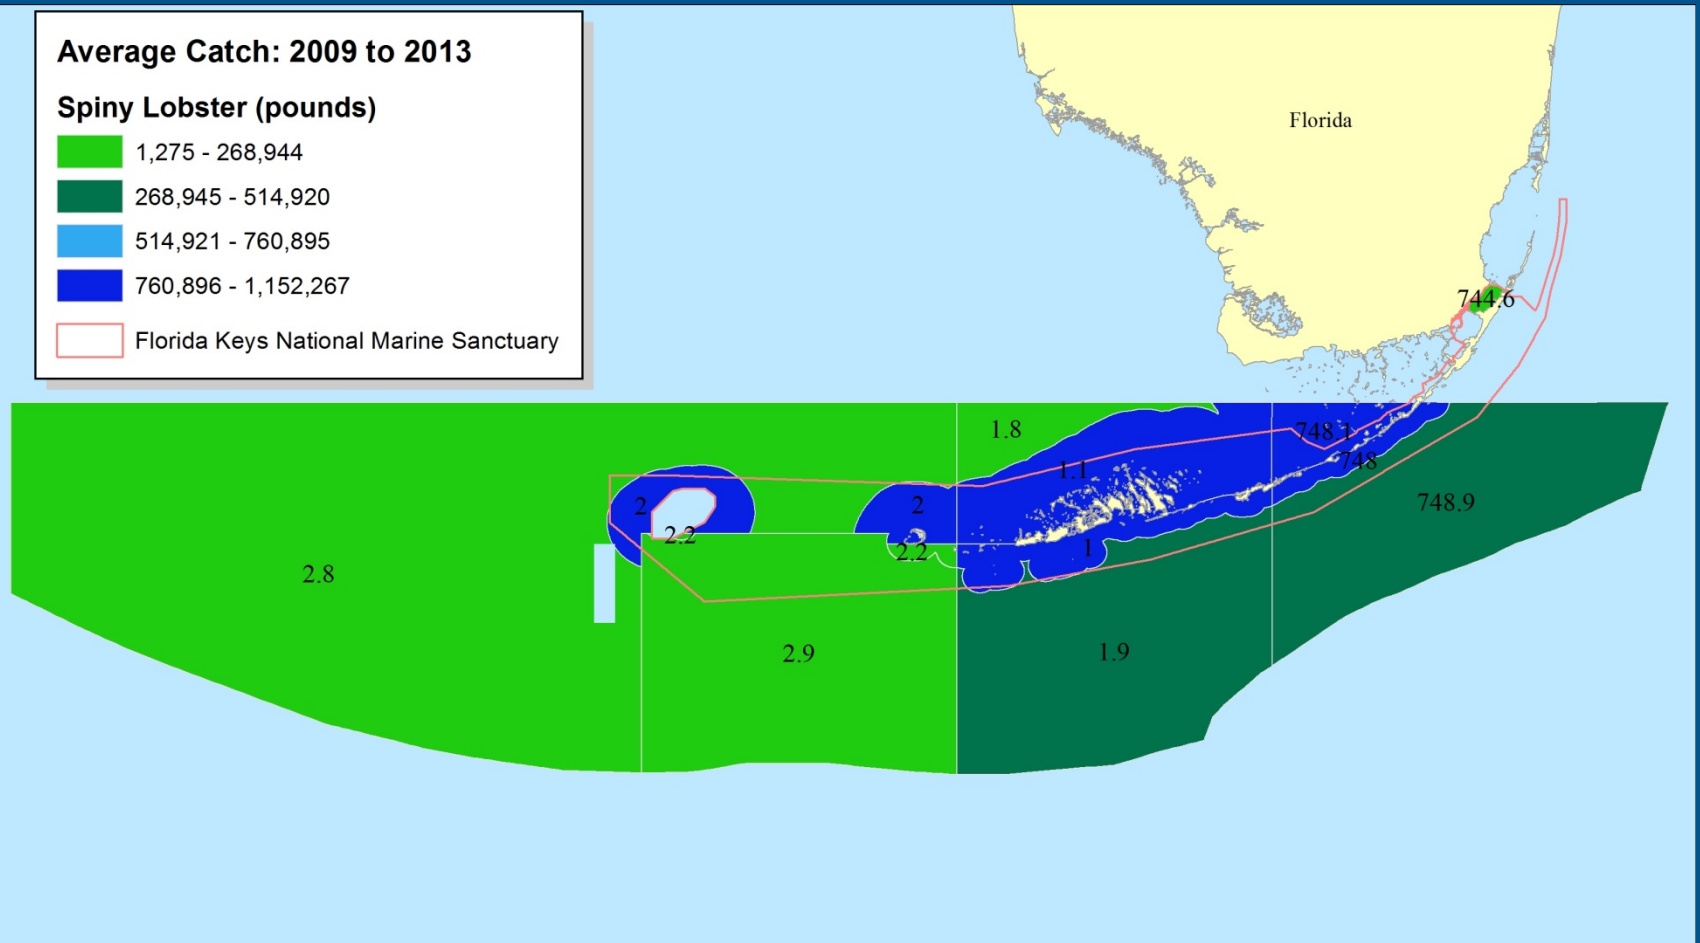 Average Catch: 2009 to 2013
Spiny Lobster (pounds)
1,275 - 268,944
268,945 - 514,920
514,921 - 760,895
760,896 - 1,152,267
Florida Keys National Marine Sanctuary
Florida
744.6
1.8
748.1
748
1.1
748.9
2
2
2.2
2.2
1
2.8
2.9
1.9